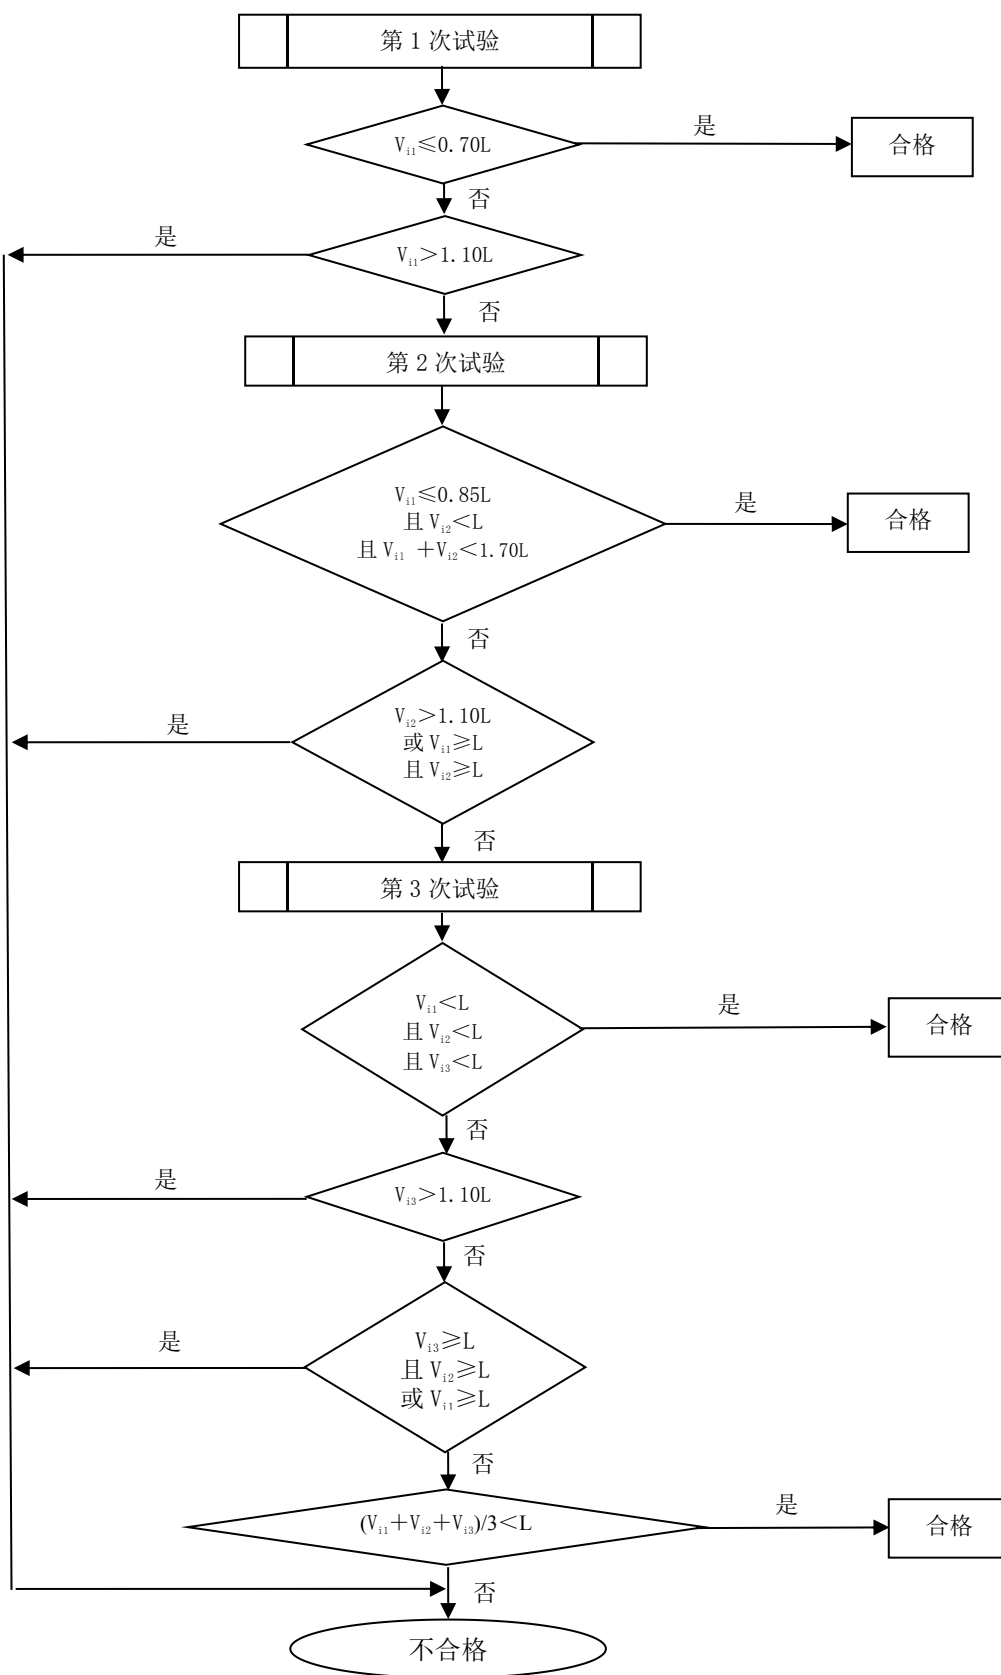 第 1 次试验
Vi1≤0.70L
是
合格
否
Vi1＞1.10L
是
否
第 2 次试验
Vi1≤0.85L
且 Vi2＜L
且 Vi1 ＋Vi2＜1.70L
是
合格
否
Vi2＞1.10L
或 Vi1≥L
且 Vi2≥L
是
否
第 3 次试验
Vi1＜L
且 Vi2＜L
且 Vi3＜L
是
合格
否
Vi3＞1.10L
是
否
Vi3≥L
且 Vi2≥L
或 Vi1≥L
是
否
(Vi1＋Vi2＋Vi3)/3＜L
是
合格
否
不合格